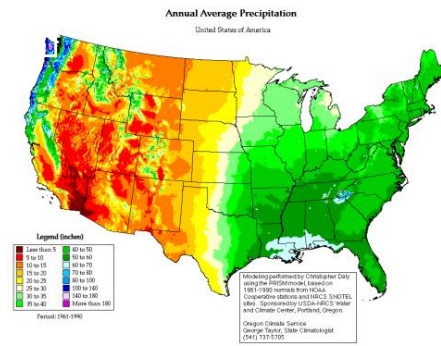 Annual Average Precipitation
United States of America
Legend (inches)
Less than 5
5 to 10
10 to 15
15 to 20
20 to 25
25 to 30
30 to 35
35 to 40
40 to 50
50 to 60
60 to 70
70 to 80
80 to 100
100 to 140
140 to 180
More than 180
Period: 1961-1990
Modeling performed by Christopher Daly
using the PRISM model, based on
1961-1990 normals from NOAA
Cooperative stations and NRCS SNOTEL
sites. Sponsored by USDA-NRCS Water
and Climate Center, Portland, Oregon.
Oregon Climate Service
George Taylor, State Climatologist
(541) 737-5705